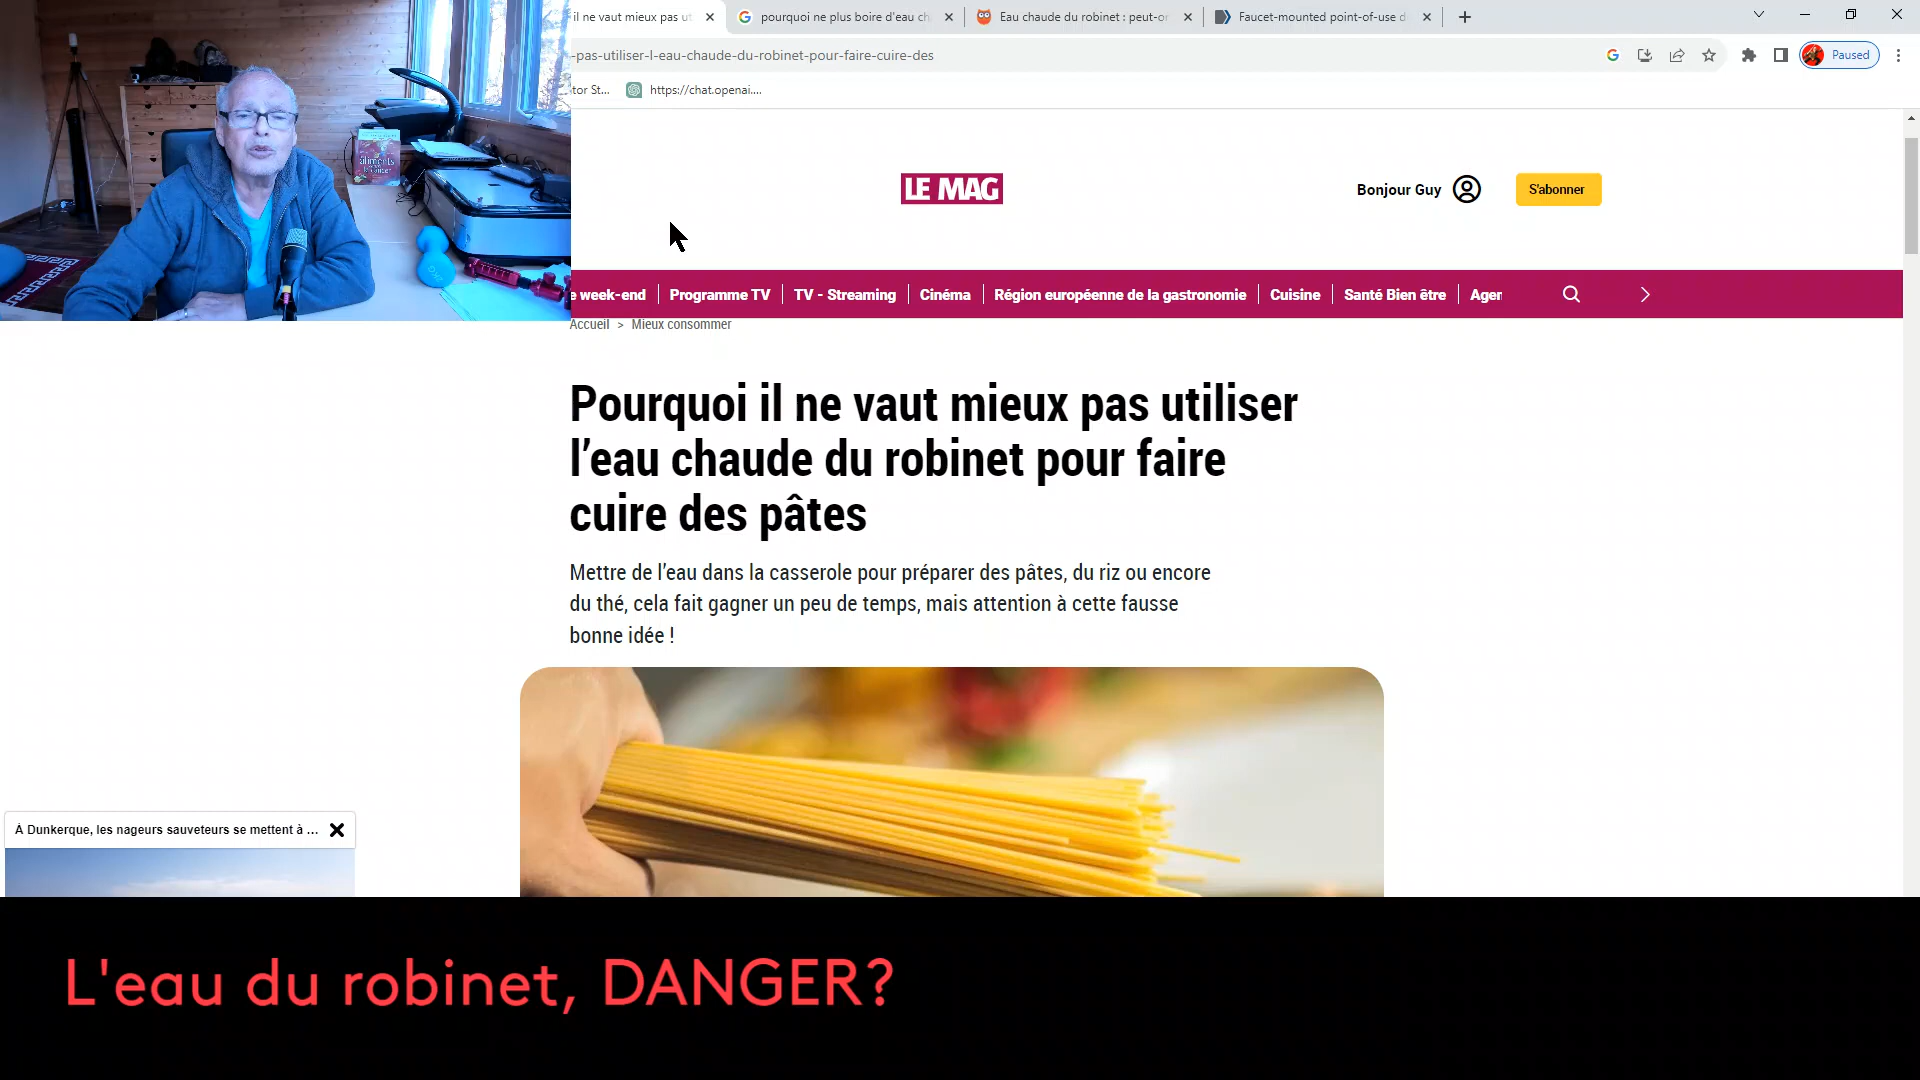 il ne vaut mieux pas ut
pourquoi ne plus boire d'eau ch
Eau chaude du robinet : peut-o
Faucet-mounted point-of-use d
-pas-utiliser-l-eau-chaude-du-robinet-pour-faire-cuire-des
Paused
tor St...
https://chat.openai....
aliments
cancer
LE MAG
Bonjour Guy
S'abonner
e week-end
Programme TV
TV - Streaming
Cinéma
Région européenne de la gastronomie
Cuisine
Santé Bien être
Agen
Accueil > Mieux consommer
Pourquoi il ne vaut mieux pas utiliser
l’eau chaude du robinet pour faire
cuire des pâtes
Mettre de l’eau dans la casserole pour préparer des pâtes, du riz ou encore
du thé, cela fait gagner un peu de temps, mais attention à cette fausse
bonne idée !
À Dunkerque, les nageurs sauveteurs se mettent à ...
L'eau du robinet, DANGER?